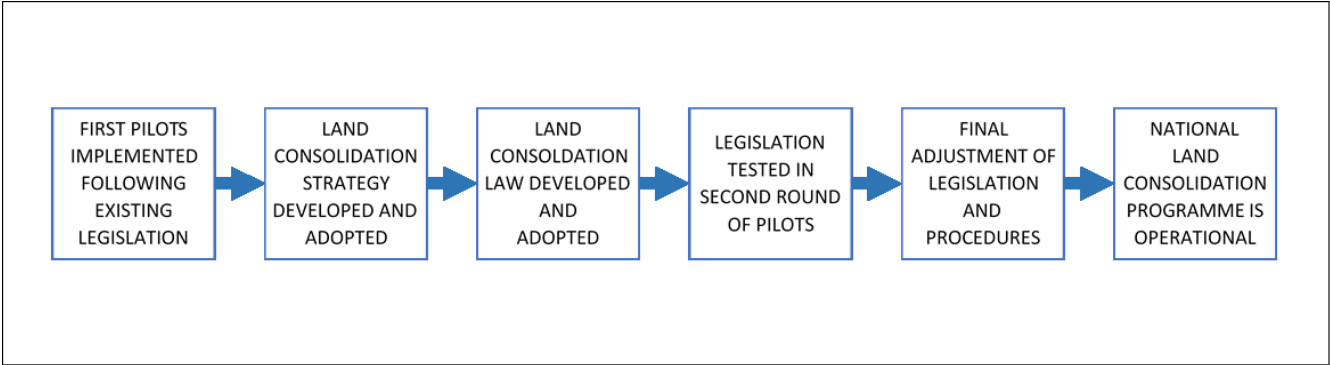 FIRST PILOTS
IMPLEMENTED
FOLLOWING
EXISTING
LEGISLATION
LAND
CONSOLIDATION
STRATEGY
DEVELOPED AND
ADOPTED
LAND
CONSOLDATION
LAW DEVELOPED
AND
ADOPTED
LEGISLATION
TESTED IN
SECOND ROUND
OF PILOTS
FINAL
ADJUSTMENT OF
LEGISLATION
AND
PROCEDURES
NATIONAL
LAND
CONSOLIDATION
PROGRAMME IS
OPERATIONAL